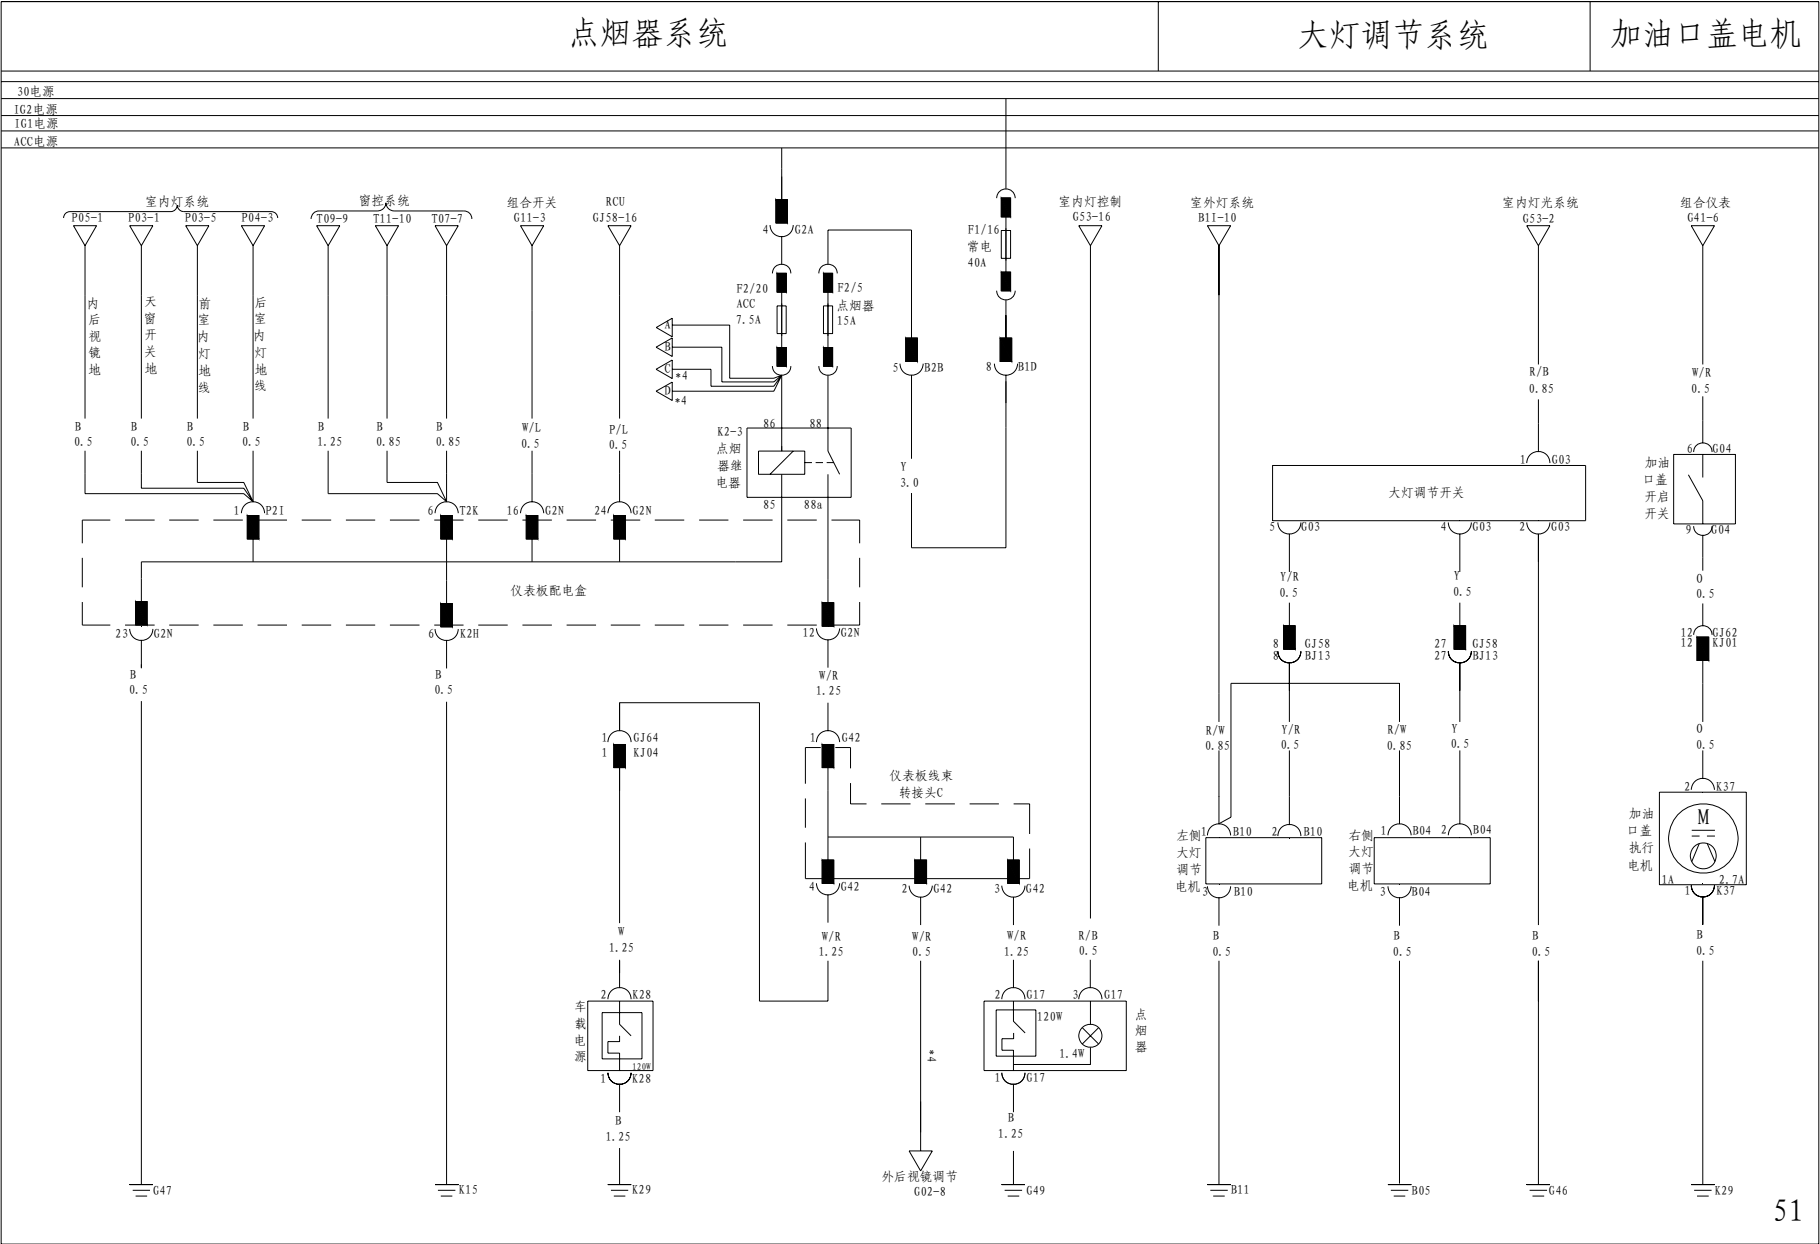 点烟器系统
大灯调节系统
加油口盖电机
30电源
IG2电源
IG1电源
ACC电源
室内灯系统
P05-1 P03-1 P03-5 P04-3
窗控系统
T09-9 T11-10 T07-7
组合开关
G11-3
RCU
GJ58-16
室内灯控制
G53-16
室外灯系统
B1I-10
室内灯光系统
G53-2
组合仪表
G41-6
4 G2A
F1/16
常电
40A
F2/20
ACC
7.5A
F2/5
点烟器
15A
A
B
C
*4
D
*4
5 B2B
8 B1D
内后视镜地
天窗开关地
前室内灯地线
后室内灯地线
R/B
0.85
W/R
0.5
B
0.5
B
0.5
B
0.5
B
0.5
B
1.25
B
0.85
B
0.85
W/L
0.5
P/L
0.5
K2-3
点烟
器继
电器
86 88
85 88a
Y
3.0
1 G03
大灯调节开关
5 G03
4 G03
2 G03
6 G04
加油
口盖
开启
开关
9 G04
1 P2I
6 T2K
16 G2N
24 G2N
仪表板配电盒
23 G2N
6 K2H
12 G2N
Y/R
0.5
Y
0.5
O
0.5
8 GJ58
8 BJ13
27 GJ58
27 BJ13
12 GJ62
12 KJ01
B
0.5
B
0.5
W/R
1.25
1 GJ64
1 KJ04
1 G42
R/W
0.85
Y/R
0.5
R/W
0.85
Y
0.5
O
0.5
仪表板线束
转接头C
2 K37
加油
口盖
执行
电机
M
1A 2.7A
1 K37
左侧
大灯
调节
电机
1 B10
2 B10
3 B10
右侧
大灯
调节
电机
1 B04
2 B04
3 B04
4 G42
2 G42
3 G42
W
1.25
W/R
1.25
W/R
0.5
W/R
1.25
R/B
0.5
B
0.5
B
0.5
B
0.5
B
0.5
2 K28
车载电源
120W
1 K28
2 G17
3 G17
120W
1.4W
点烟器
1 G17
*4
B
1.25
B
1.25
外后视镜调节
G02-8
G47
K15
K29
G49
B11
B05
G46
K29
51